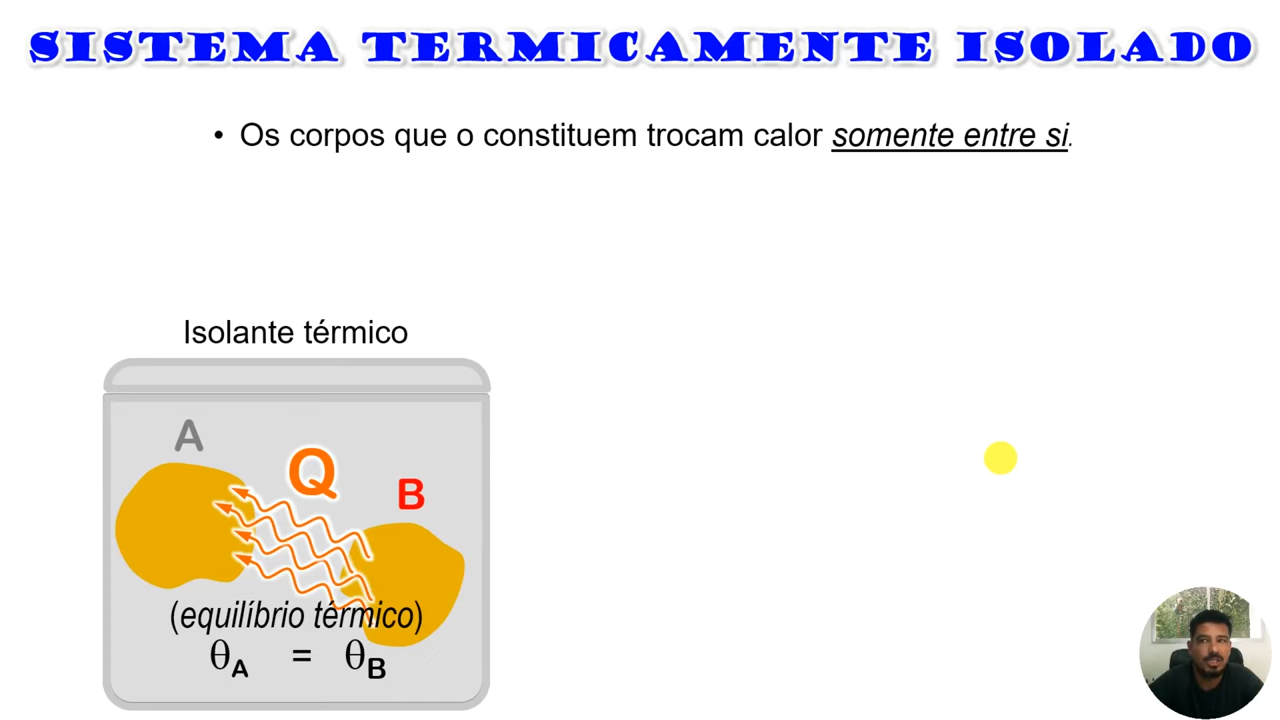 SISTEMA TERMICAMENTE ISOLADO
• Os corpos que o constituem trocam calor somente entre si.
Isolante térmico
A
Q
B
(equilíbrio térmico)
θA = θB